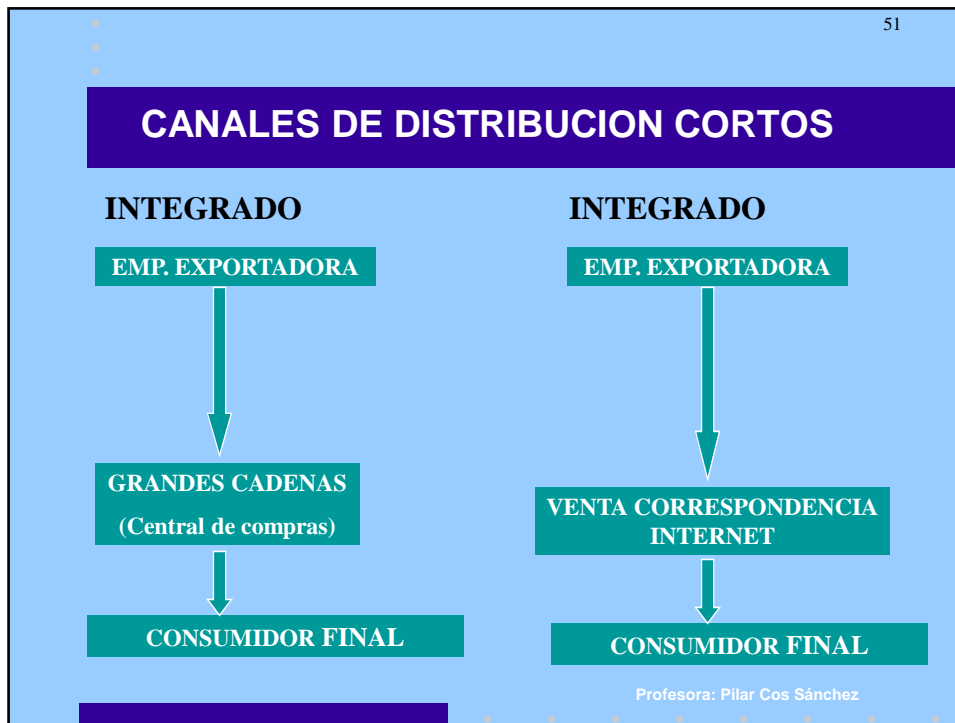 51
CANALES DE DISTRIBUCION CORTOS
INTEGRADO
EMP. EXPORTADORA
GRANDES CADENAS
(Central de compras)
CONSUMIDOR FINAL
INTEGRADO
EMP. EXPORTADORA
VENTA CORRESPONDENCIA
INTERNET
CONSUMIDOR FINAL
Profesora: Pilar Cos Sánchez